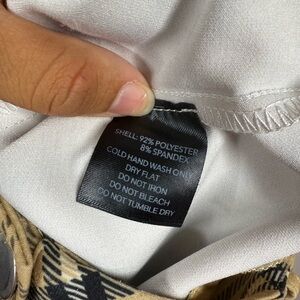 SHELL: 92% POLYESTER
8% SPANDEX
COLD HAND WASH ONLY
DRY FLAT
DO NOT IRON
DO NOT BLEACH
DO NOT TUMBLE DRY